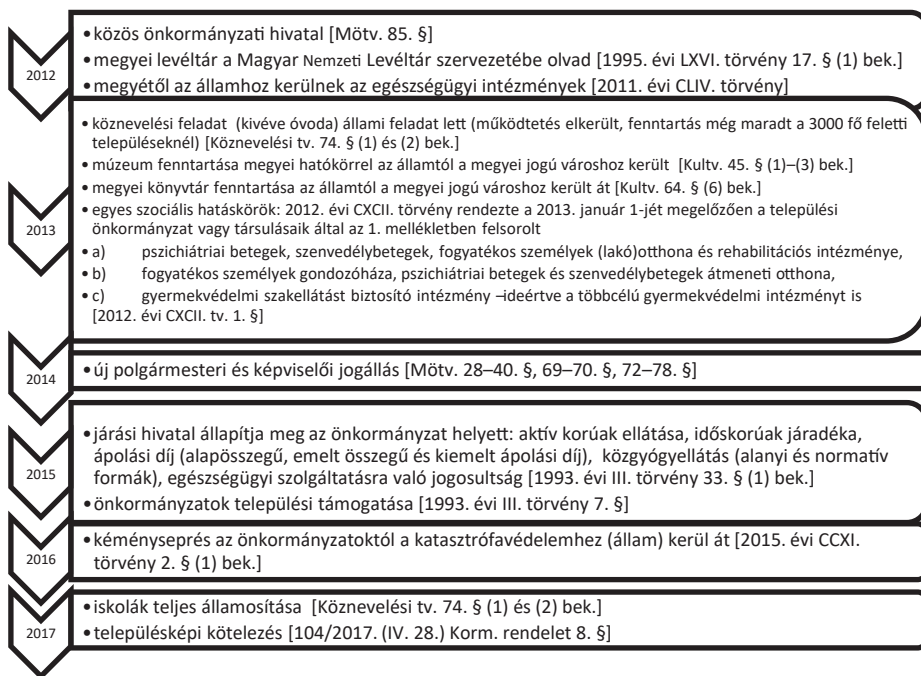 2012
• közös önkormányzati hivatal [Mötv. 85. §]
• megyei levéltár a Magyar Nemzeti Levéltár szervezetébe olvad [1995. évi LXVI. törvény 17. § (1) bek.]
• megyétől az államhoz kerülnek az egészségügyi intézmények [2011. évi CLIV. törvény]
2013
• köznevelési feladat (kivéve óvoda) állami feladat lett (működtetés elkerült, fenntartás még maradt a 3000 fő feletti
településeknél) [Köznevelési tv. 74. § (1) és (2) bek.]
• múzeum fenntartása megyei hatókörrel az államtól a megyei jogú városhoz került [Kultv. 45. § (1)–(3) bek.]
• megyei könyvtár fenntartása az államtól a megyei jogú városhoz került át [Kultv. 64. § (6) bek.]
• egyes szociális hatáskörök: 2012. évi CXCII. törvény rendezte a 2013. január 1-jét megelőzően a települési
önkormányzat vagy társulásaik által az 1. mellékletben felsorolt
• a) pszichiátriai betegek, szenvedélybetegek, fogyatékos személyek (lakó)otthona és rehabilitációs intézménye,
• b) fogyatékos személyek gondozóháza, pszichiátriai betegek és szenvedélybetegek átmeneti otthona,
• c) gyermekvédelmi szakellátást biztosító intézmény –ideértve a többcélú gyermekvédelmi intézményt is
[2012. évi CXCII. tv. 1. §]
2014
• új polgármesteri és képviselői jogállás [Mötv. 28–40. §, 69–70. §, 72–78. §]
2015
• járási hivatal állapítja meg az önkormányzat helyett: aktív korúak ellátása, időskorúak járadéka,
ápolási díj (alapösszegű, emelt összegű és kiemelt ápolási díj), közgyógyellátás (alanyi és normatív
formák), egészségügyi szolgáltatásra való jogosultság [1993. évi III. törvény 33. § (1) bek.]
• önkormányzatok települési támogatása [1993. évi III. törvény 7. §]
2016
• kéményseprés az önkormányzatoktól a katasztrófavédelemhez (állam) kerül át [2015. évi CCXI.
törvény 2. § (1) bek.]
2017
• iskolák teljes államosítása [Köznevelési tv. 74. § (1) és (2) bek.]
• településképi kötelezés [104/2017. (IV. 28.) Korm. rendelet 8. §]